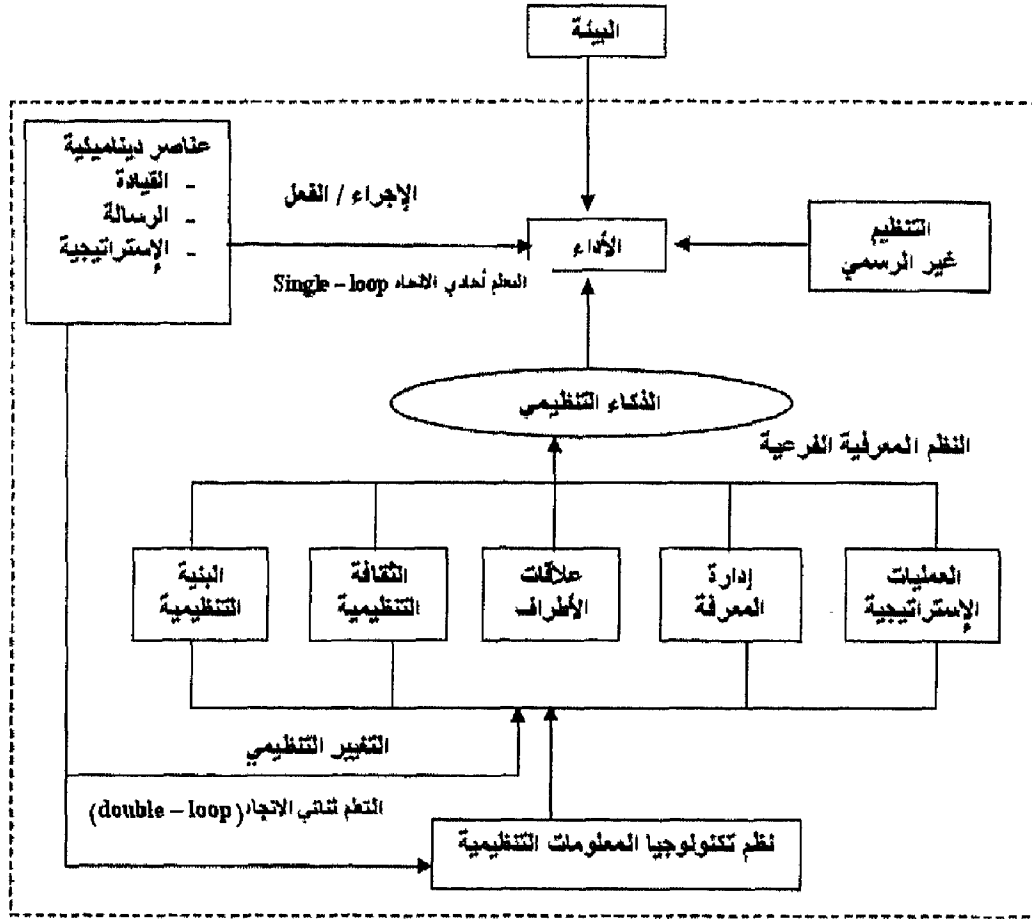 البيئة
عناصر ديناميكية
- القيادة
- الرسالة
- الإستراتيجية
الإجراء / الفعل
الأداء
التنظيم
غير الرسمي
التعلم أحادي الاتجاه Single – loop
الذكاء التنظيمي
النظم المعرفية الفرعية
العمليات
الإستراتيجية
إدارة
المعرفة
علاقات
الأطراف
الثقافة
التنظيمية
البنية
التنظيمية
التغيير التنظيمي
التعلم ثنائي الاتجاه (double – loop)
نظم تكنولوجيا المعلومات التنظيمية